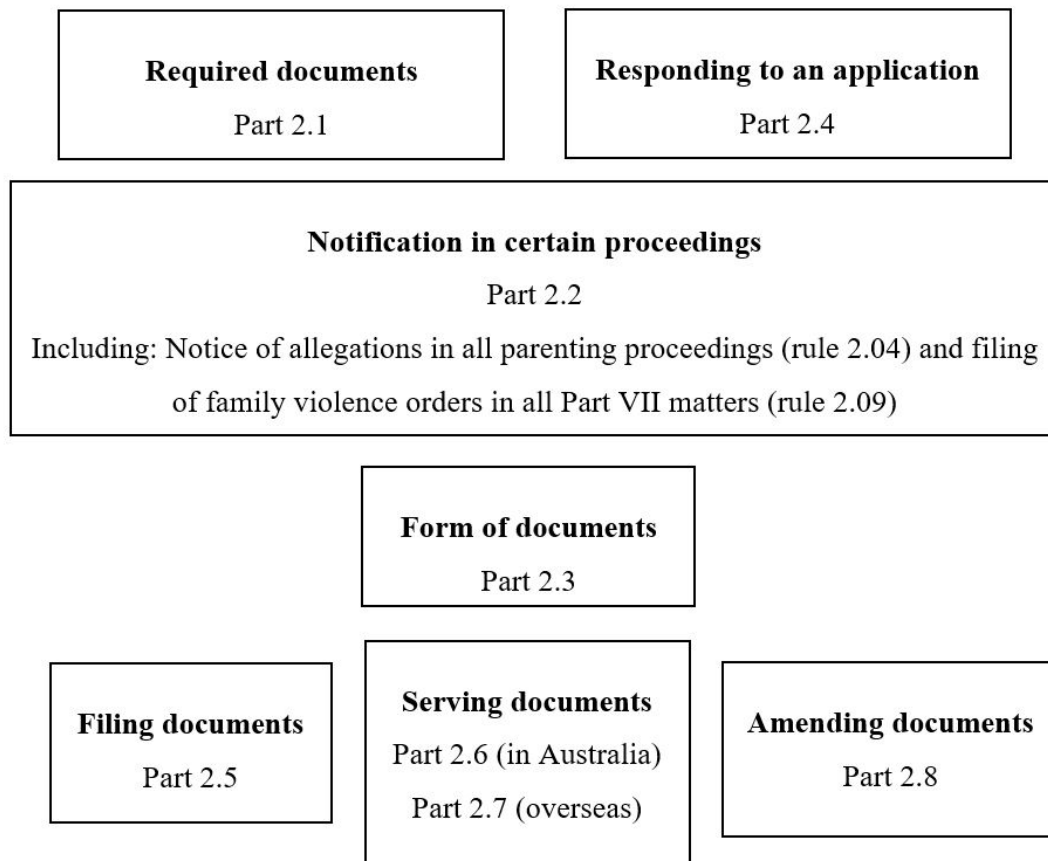 Required documents
Part 2.1
Responding to an application
Part 2.4
Notification in certain proceedings
Part 2.2
Including: Notice of allegations in all parenting proceedings (rule 2.04) and filing
of family violence orders in all Part VII matters (rule 2.09)
Form of documents
Part 2.3
Filing documents
Part 2.5
Serving documents
Part 2.6 (in Australia)
Part 2.7 (overseas)
Amending documents
Part 2.8